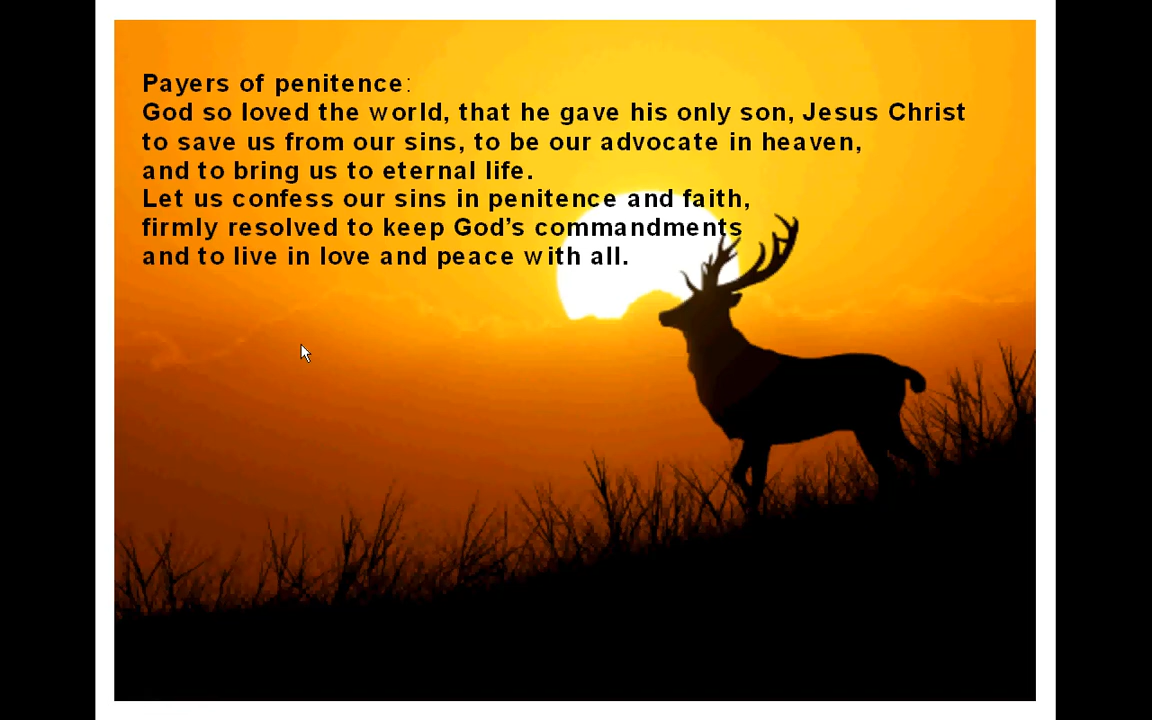 Payers of penitence:
God so loved the world, that he gave his only son, Jesus Christ
to save us from our sins, to be our advocate in heaven,
and to bring us to eternal life.
Let us confess our sins in penitence and faith,
firmly resolved to keep God’s commandments
and to live in love and peace with all.